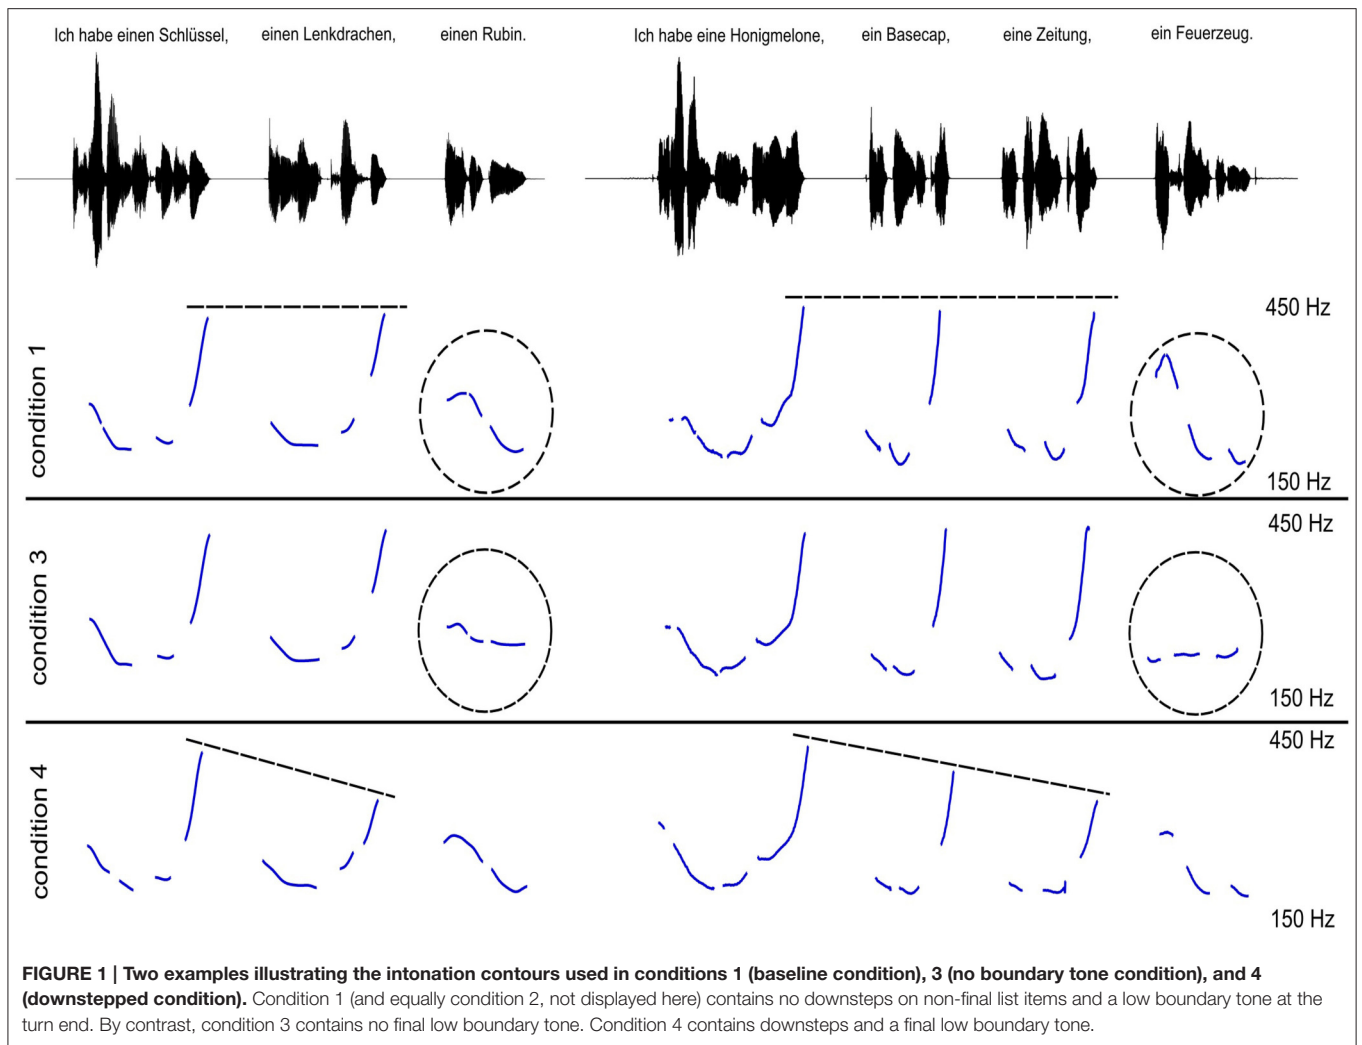 Ich habe einen Schlüssel, einen Lenkdrachen, einen Rubin. Ich habe eine Honigmelone, ein Basecap, eine Zeitung, ein Feuerzeug.
450 Hz
condition 1
150 Hz
450 Hz
condition 3
150 Hz
450 Hz
condition 4
150 Hz
FIGURE 1 | Two examples illustrating the intonation contours used in conditions 1 (baseline condition), 3 (no boundary tone condition), and 4
(downstepped condition). Condition 1 (and equally condition 2, not displayed here) contains no downsteps on non-final list items and a low boundary tone at the
turn end. By contrast, condition 3 contains no final low boundary tone. Condition 4 contains downsteps and a final low boundary tone.